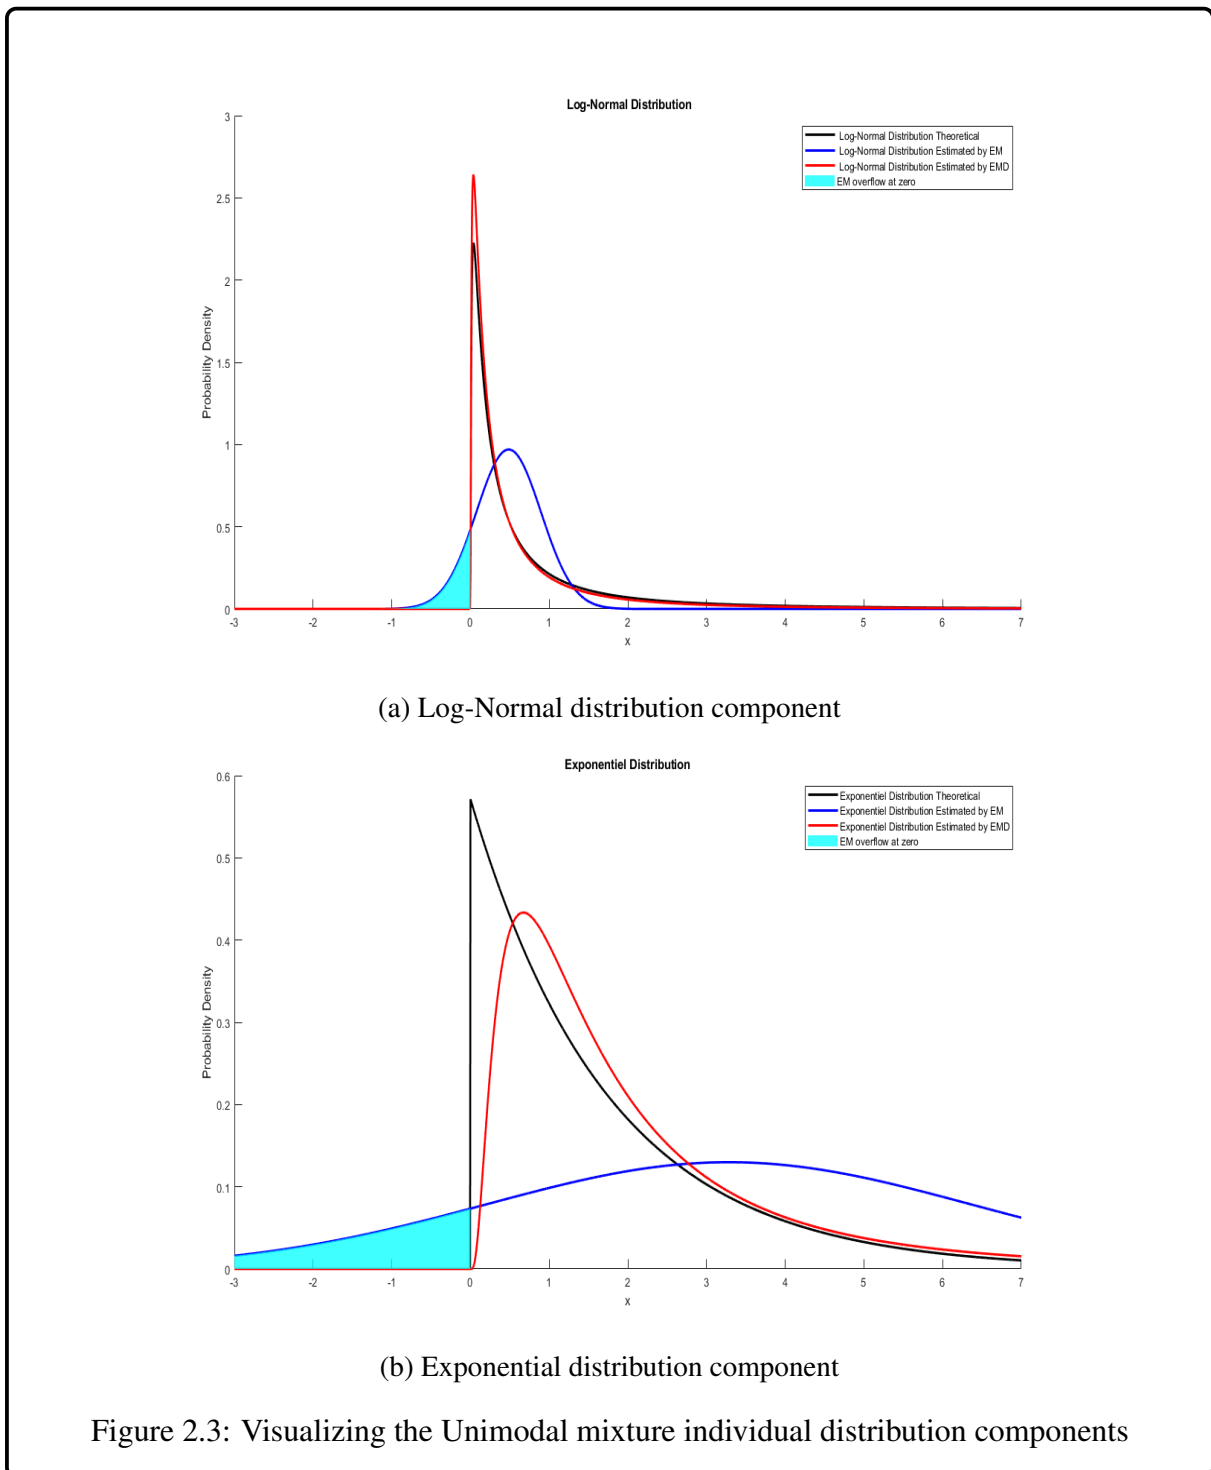 Log-Normal Distribution
Log-Normal Distribution Theoretical
Log-Normal Distribution Estimated by EM
Log-Normal Distribution Estimated by EMD
EM overflow at zero
Probability Density
3
2.5
2
1.5
1
0.5
0
-3 -2 -1 0 1 2 3 4 5 6 7
x
(a) Log-Normal distribution component
Exponentiel Distribution
Exponentiel Distribution Theoretical
Exponentiel Distribution Estimated by EM
Exponentiel Distribution Estimated by EMD
EM overflow at zero
Probability Density
0.6
0.5
0.4
0.3
0.2
0.1
0
-3 -2 -1 0 1 2 3 4 5 6 7
x
(b) Exponential distribution component
Figure 2.3: Visualizing the Unimodal mixture individual distribution components